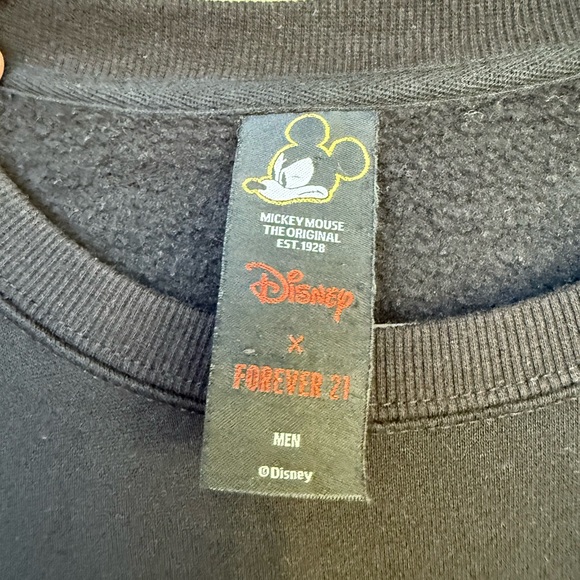 MICKEY MOUSE
THE ORIGINAL
EST. 1928
Disney
X
FOREVER 21
MEN
©Disney